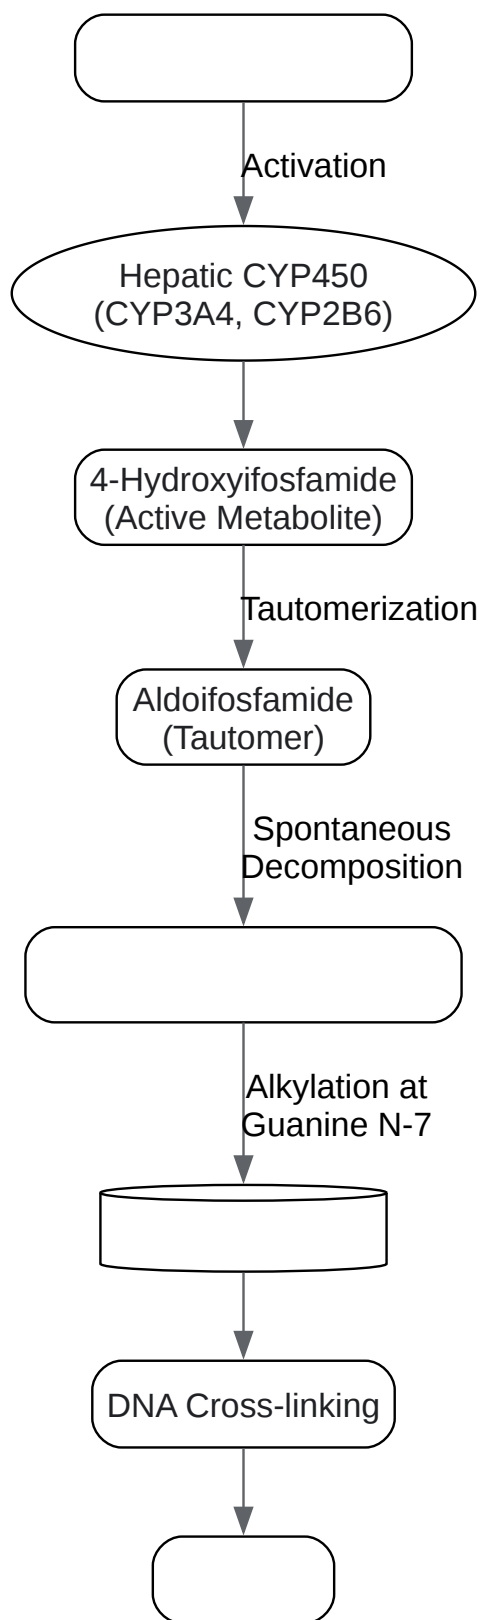 Activation
Hepatic CYP450
(CYP3A4, CYP2B6)
4-Hydroxyifosfamide
(Active Metabolite)
Tautomerization
Aldoifosfamide
(Tautomer)
Spontaneous
Decomposition
Alkylation at
Guanine N-7
DNA Cross-linking